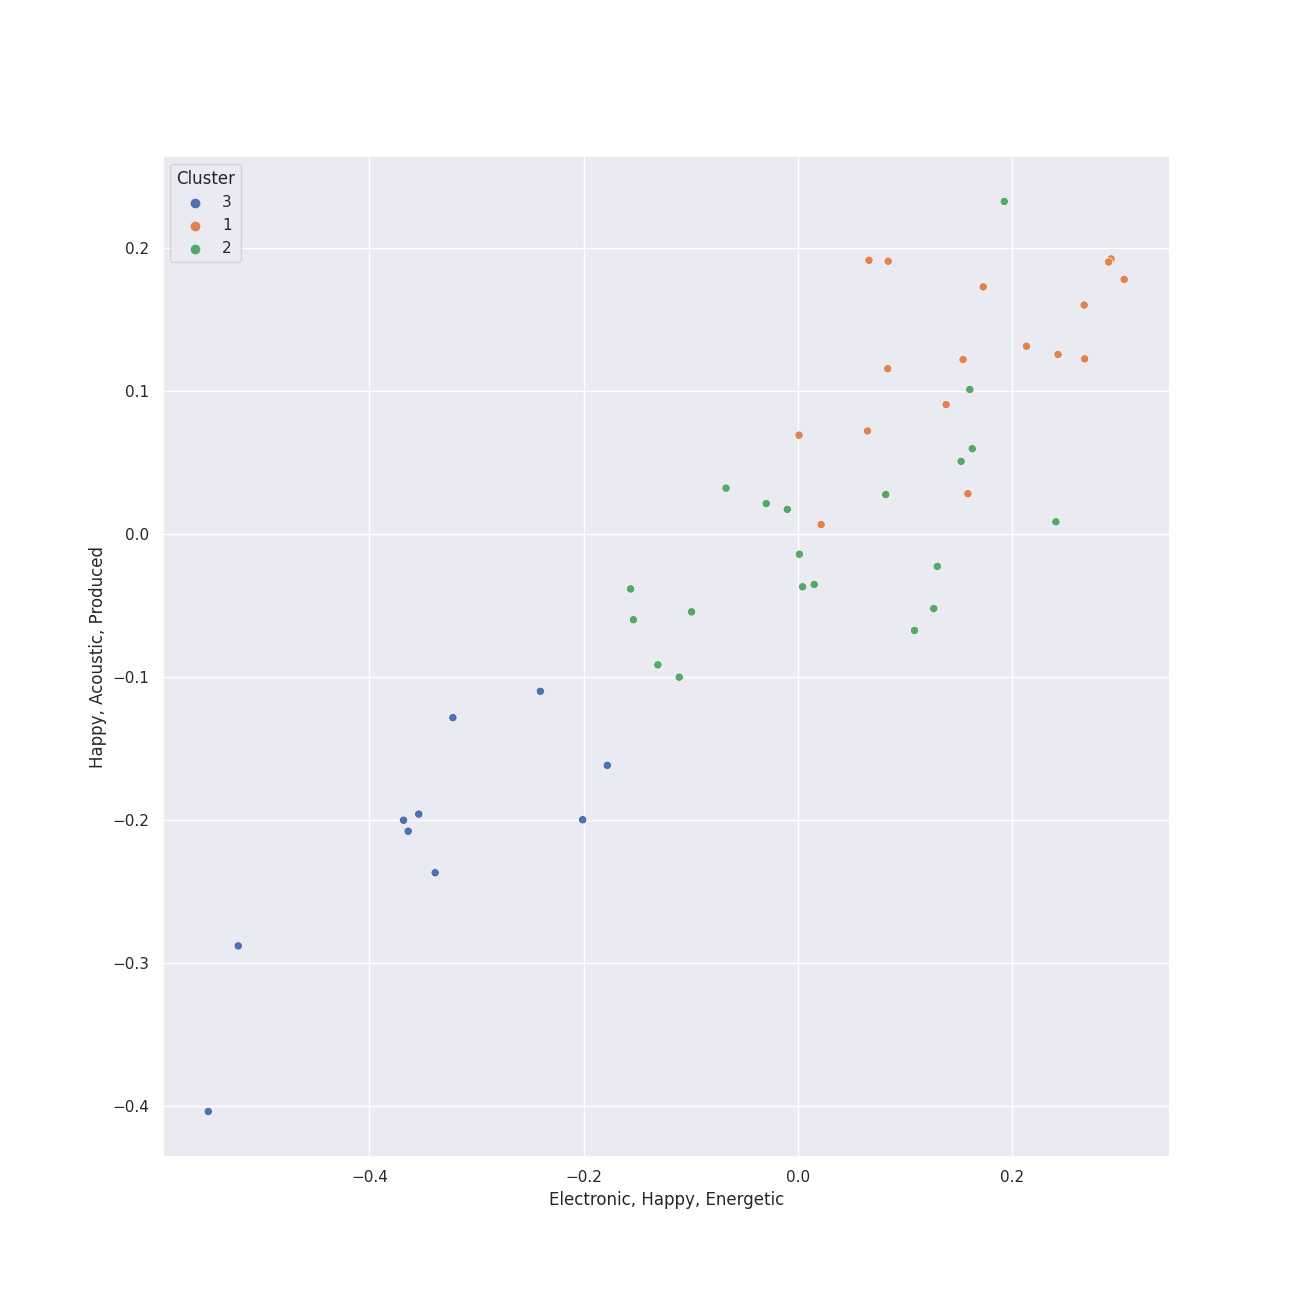 Cluster
3
1
2
0.2
0.1
0.0
−0.1
−0.2
−0.3
−0.4
Happy, Acoustic, Produced
−0.4 −0.2 0.0 0.2
Electronic, Happy, Energetic